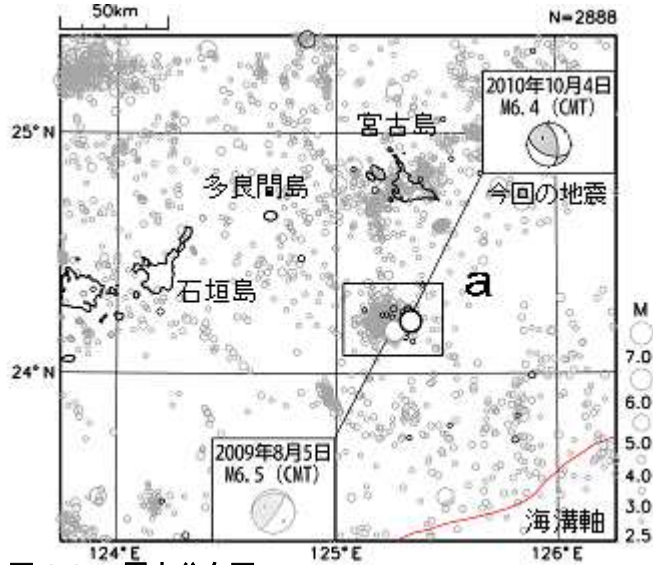 50km
N=2888
2010年10月4日
M6.4 (CMT)
25°N
宮古島
多良間島
今回の地震
石垣島
a
M
7.0
24°N
6.0
2009年8月5日
M6.5 (CMT)
5.0
4.0
3.0
海溝軸
2.5
124°E
125°E
126°E